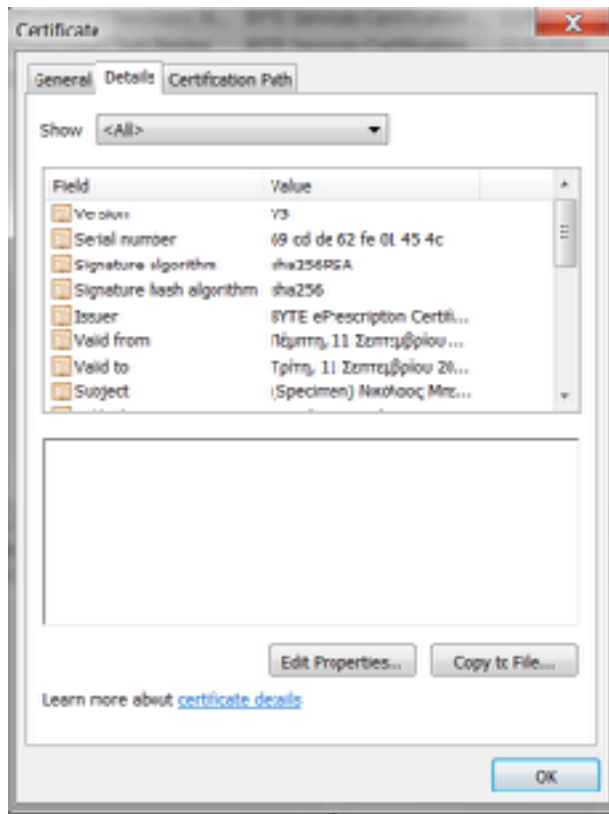 Certificate
General Details Certification Path
Show <All>
Field Value
Version V3
Serial number 69 cd de 62 fe 01 45 4c
Signature algorithm sha256RSA
Signature hash algorithm sha256
Issuer BYTE ePrescription Certifi...
Valid from Πέμπτη, 11 Σεπτεμβρίου ...
Valid to Τρίτη, 11 Σεπτεμβρίου 20...
Subject (Specimen) Νικόλαος Μπε...
Edit Properties... Copy to File...
Learn more about certificate details
OK